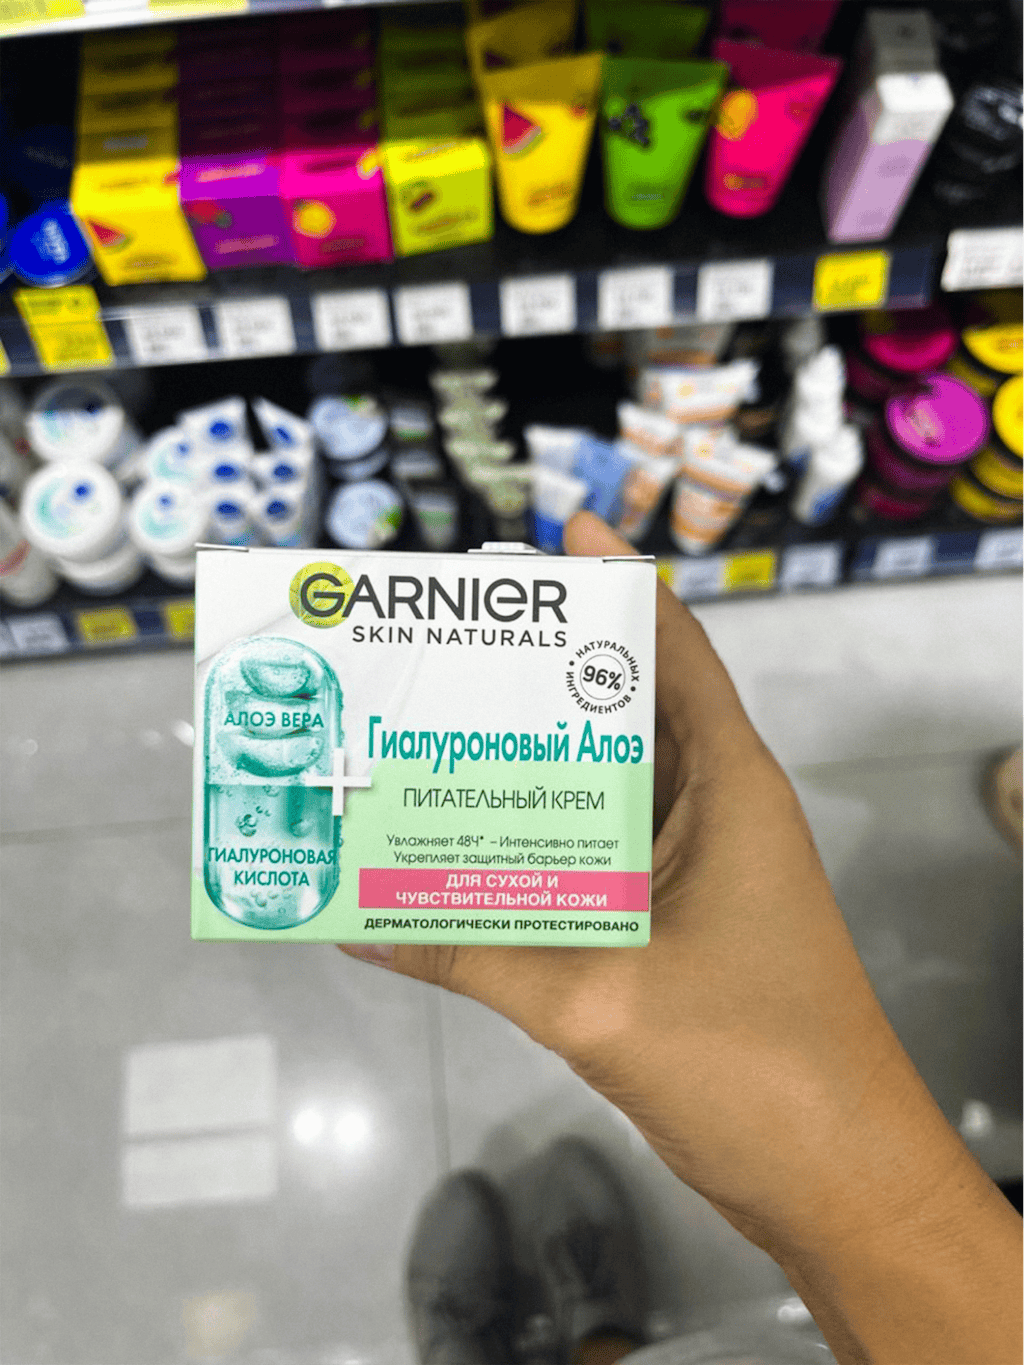 GARNIER
SKIN NATURALS
НАТУРАЛЬНЫХ
96%
ИНГРЕДИЕНТОВ
АЛОЭ ВЕРА
+
ГИАЛУРОНОВАЯ
КИСЛОТА
Гиалуроновый Алоэ
ПИТАТЕЛЬНЫЙ КРЕМ
Увлажняет 48Ч* – Интенсивно питает
Укрепляет защитный барьер кожи
ДЛЯ СУХОЙ И
ЧУВСТВИТЕЛЬНОЙ КОЖИ
ДЕРМАТОЛОГИЧЕСКИ ПРОТЕСТИРОВАНО